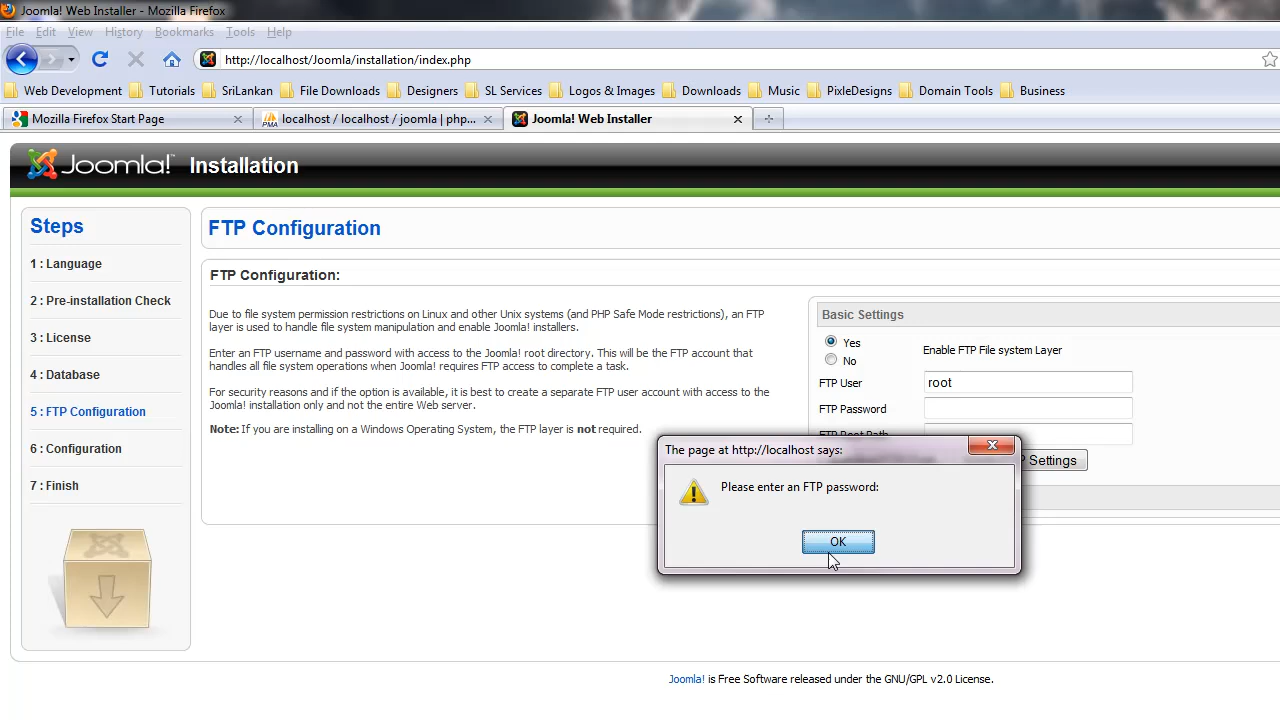 Joomla! Web Installer - Mozilla Firefox
File Edit View History Bookmarks Tools Help
http://localhost/Joomla/installation/index.php
Web Development Tutorials SriLankan File Downloads Designers SL Services Logos & Images Downloads Music PixleDesigns Domain Tools Business
Mozilla Firefox Start Page localhost / localhost / joomla | php... Joomla! Web Installer
Joomla! Installation
Steps
1 : Language
2 : Pre-installation Check
3 : License
4 : Database
5 : FTP Configuration
6 : Configuration
7 : Finish
FTP Configuration
FTP Configuration:
Due to file system permission restrictions on Linux and other Unix systems (and PHP Safe Mode restrictions), an FTP
layer is used to handle file system manipulation and enable Joomla! installers.
Enter an FTP username and password with access to the Joomla! root directory. This will be the FTP account that
handles all file system operations when Joomla! requires FTP access to complete a task.
For security reasons and if the option is available, it is best to create a separate FTP user account with access to the
Joomla! installation only and not the entire Web server.
Note: If you are installing on a Windows Operating System, the FTP layer is not required.
Basic Settings
Yes
No
Enable FTP File system Layer
FTP User root
FTP Password
FTP Root Path
P Settings
The page at http://localhost says:
Please enter an FTP password:
OK
Joomla! is Free Software released under the GNU/GPL v2.0 License.